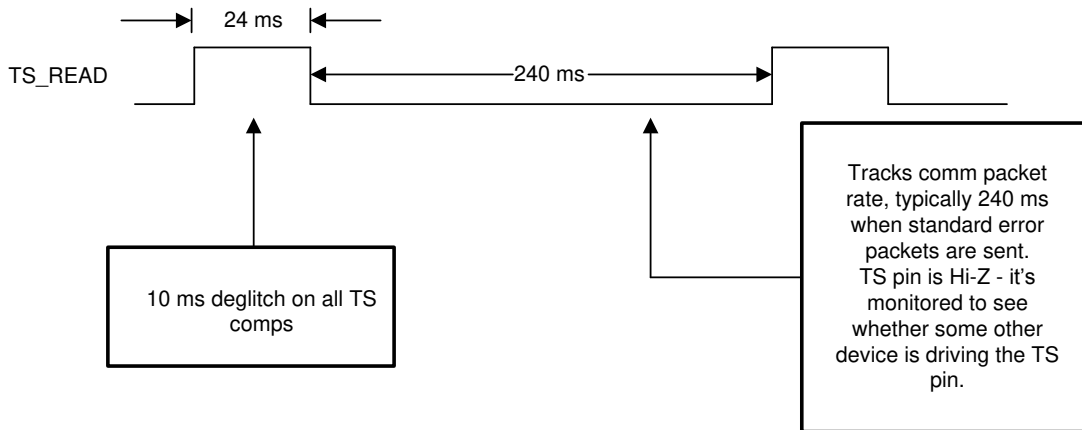 24 ms
TS_READ
240 ms
10 ms deglitch on all TS
comps
Tracks comm packet
rate, typically 240 ms
when standard error
packets are sent.
TS pin is Hi-Z - it's
monitored to see
whether some other
device is driving the TS
pin.